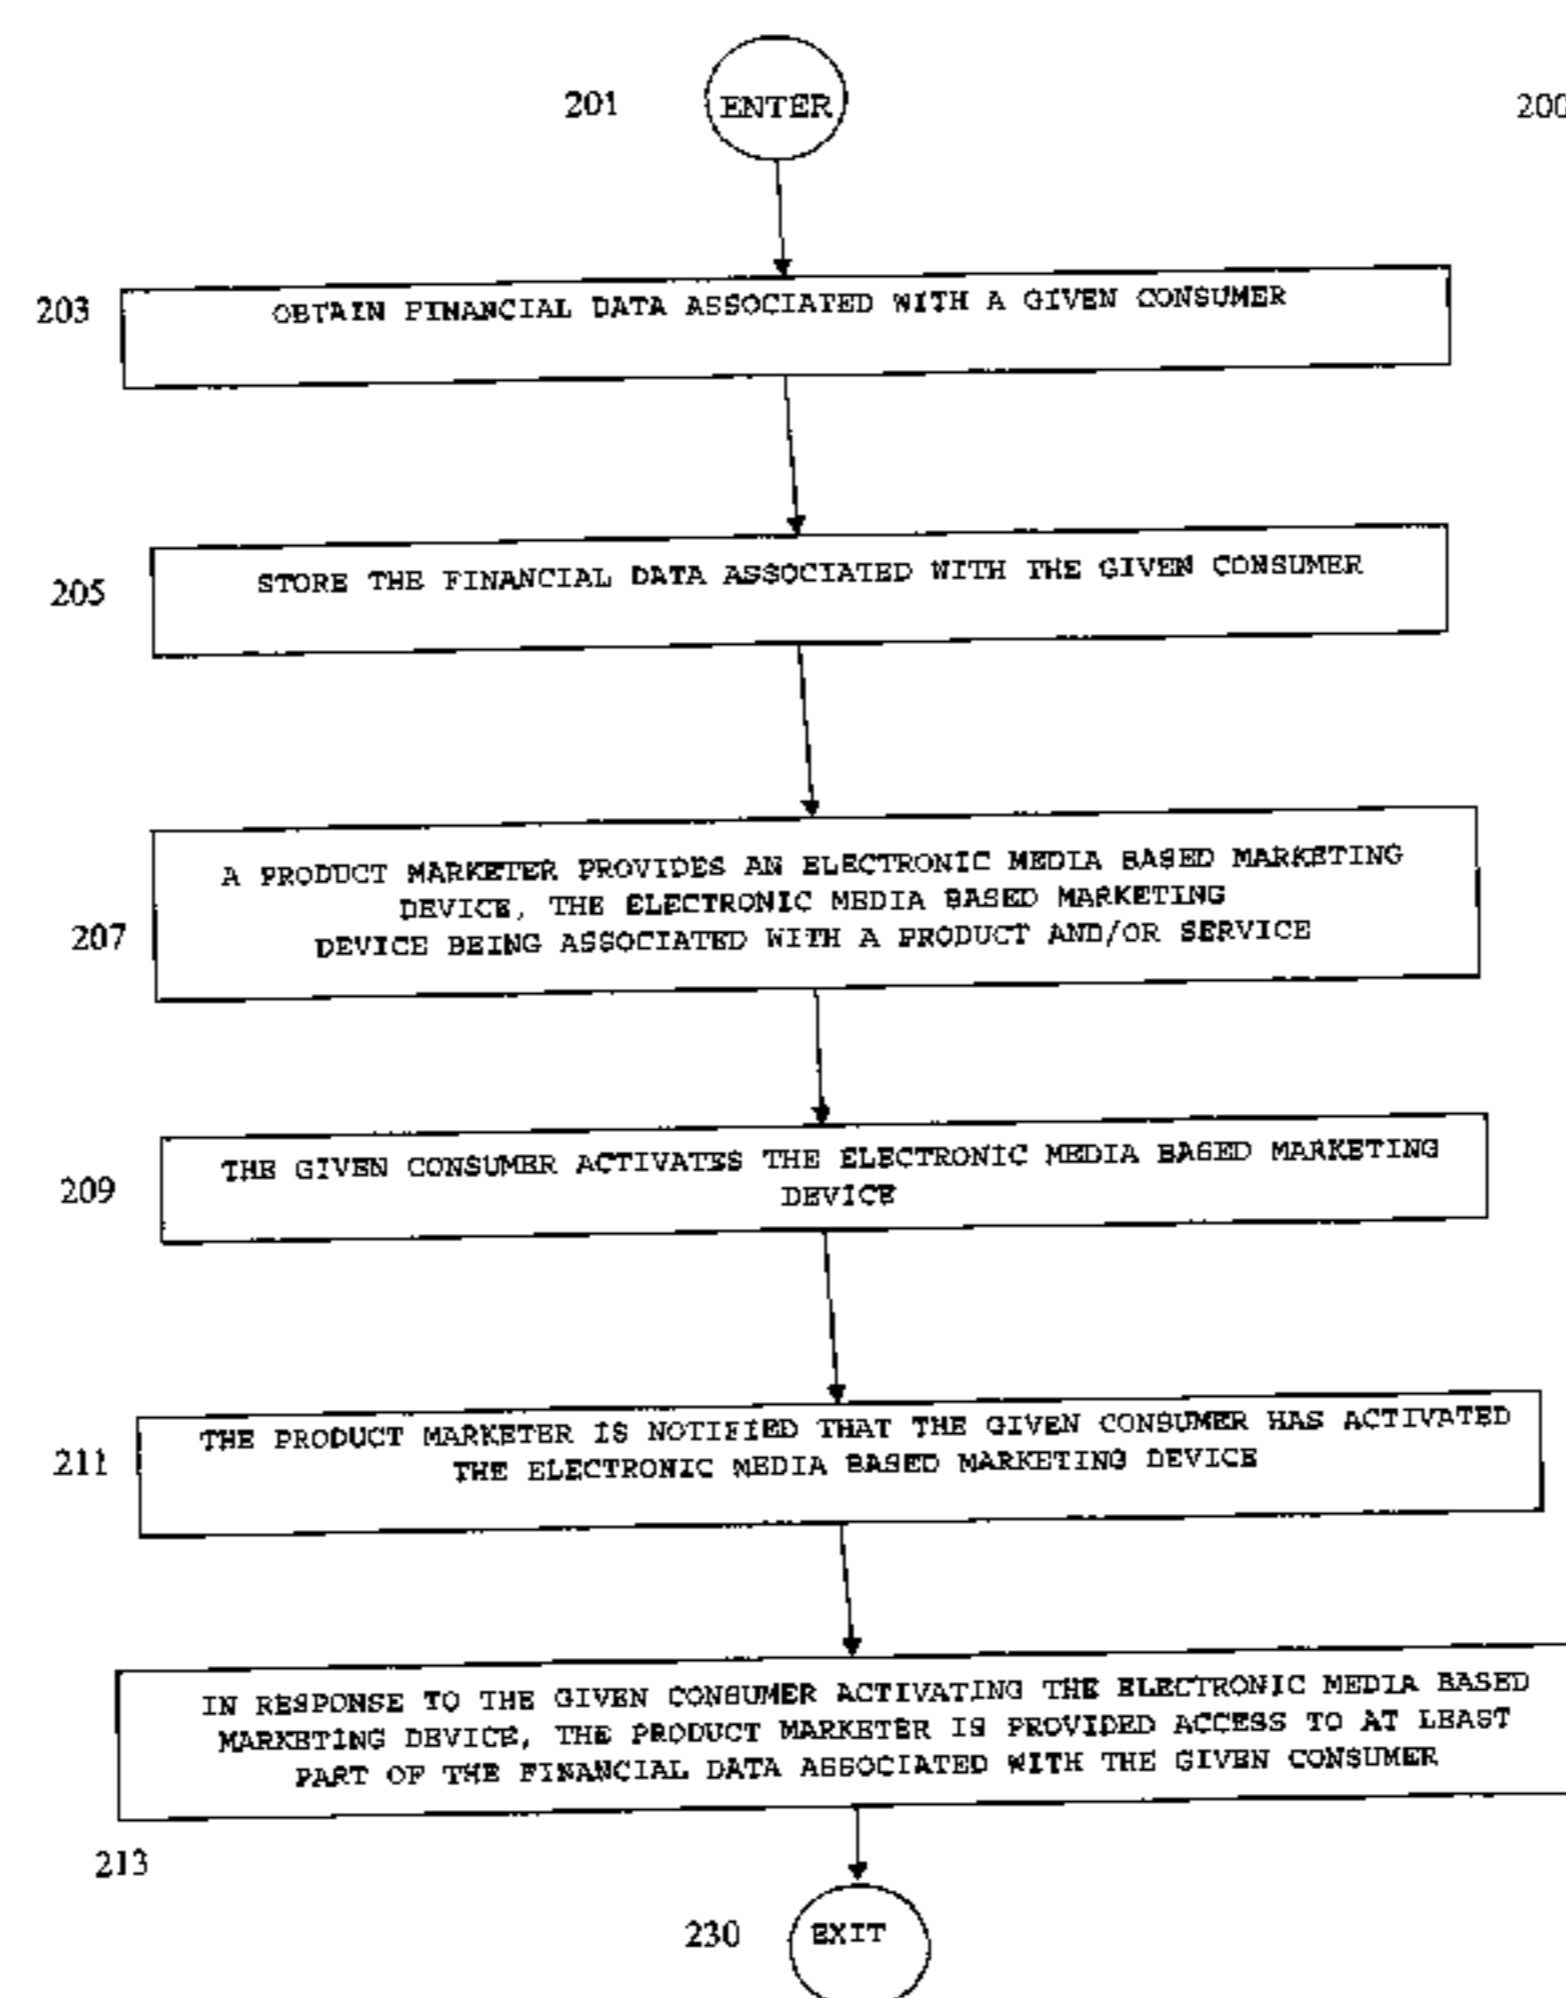 201
ENTER
200
203
OBTAIN FINANCIAL DATA ASSOCIATED WITH A GIVEN CONSUMER
205
STORE THE FINANCIAL DATA ASSOCIATED WITH THE GIVEN CONSUMER
A PRODUCT MARKETER PROVIDES AN ELECTRONIC MEDIA BASED MARKETING
DEVICE, THE ELECTRONIC MEDIA BASED MARKETING
DEVICE BEING ASSOCIATED WITH A PRODUCT AND/OR SERVICE
207
THE GIVEN CONSUMER ACTIVATES THE ELECTRONIC MEDIA BASED MARKETING
DEVICE
209
THE PRODUCT MARKETER IS NOTIFIED THAT THE GIVEN CONSUMER HAS ACTIVATED
THE ELECTRONIC MEDIA BASED MARKETING DEVICE
211
IN RESPONSE TO THE GIVEN CONSUMER ACTIVATING THE ELECTRONIC MEDIA BASED
MARKETING DEVICE, THE PRODUCT MARKETER IS PROVIDED ACCESS TO AT LEAST
PART OF THE FINANCIAL DATA ASSOCIATED WITH THE GIVEN CONSUMER
213
230
EXIT